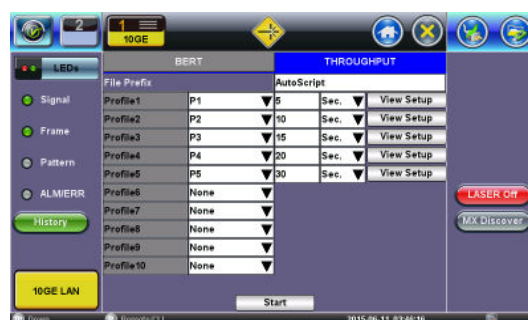 2
1
10GE
LEDs
BERT
THROUGHPUT
File Prefix
AutoScript
Signal
Profile1 P1 5 Sec. View Setup
Profile2 P2 10 Sec. View Setup
Frame
Profile3 P3 15 Sec. View Setup
Profile4 P4 20 Sec. View Setup
Pattern
Profile5 P5 30 Sec. View Setup
ALM/ERR
Profile6 None
LASER Off
History
Profile7 None
MX Discover
Profile8 None
Profile9 None
Profile10 None
10GE LAN
Start